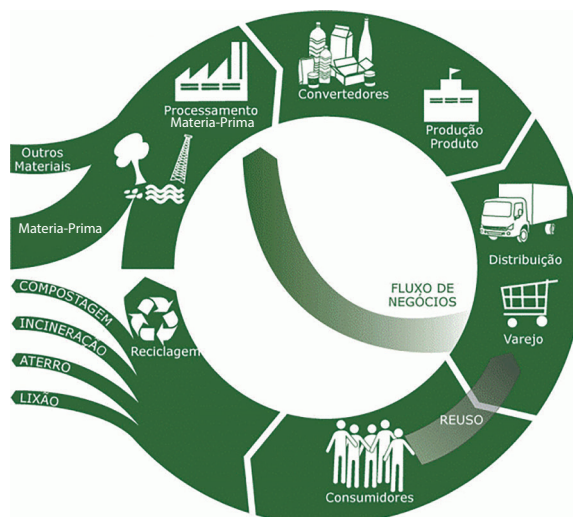 Convertedores
Processamento
Materia-Prima
Produção
Produto
Outros
Materiais
Materia-Prima
Distribuição
FLUXO DE
NEGÓCIOS
Varejo
COMPOSTAGEM
INCINERAÇAO
ATERRO
LIXÃO
Reciclagem
REUSO
Consumidores